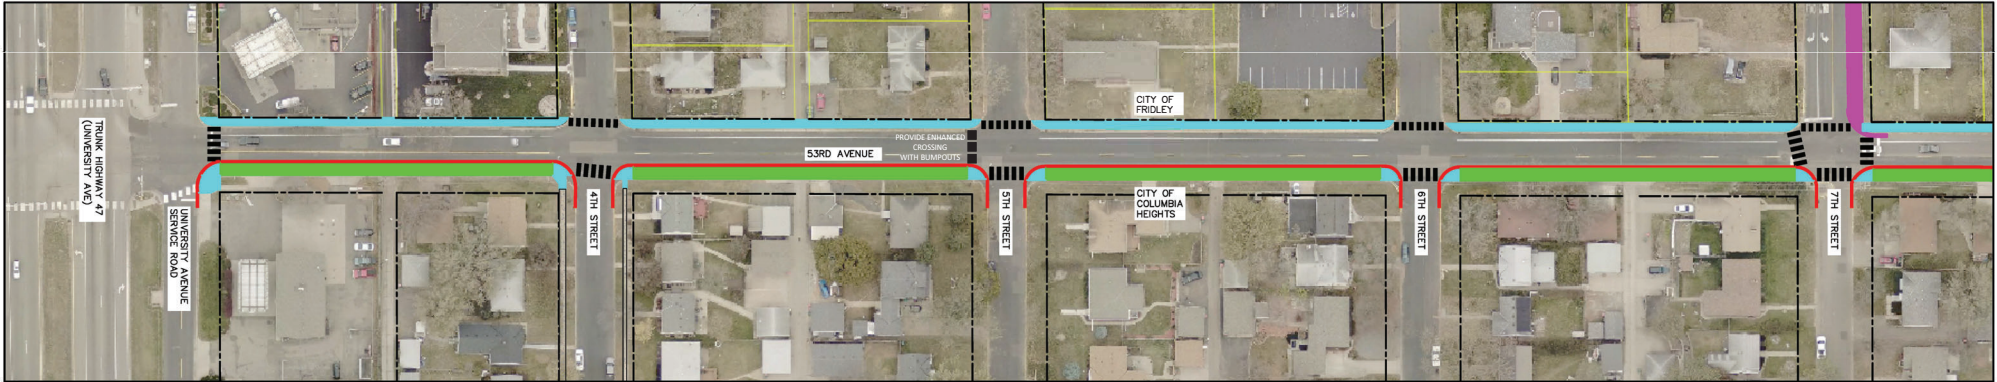 TRUNK HIGHWAY 47
(UNIVERSITY AVE)
UNIVERSITY AVENUE
SERVICE ROAD
4TH STREET
53RD AVENUE
PROVIDE ENHANCED
CROSSING
WITH BUMPOUTS
5TH STREET
CITY OF
FRIDLEY
CITY OF
COLUMBIA
HEIGHTS
6TH STREET
7TH STREET